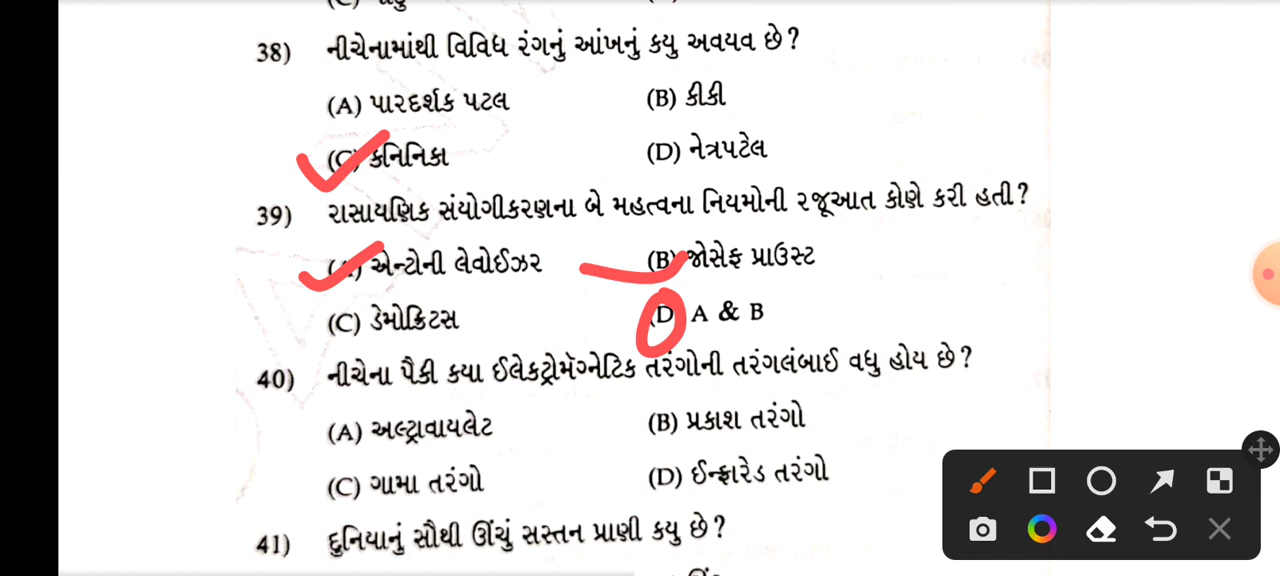 38) નીચેનામાંથી વિવિધ રંગનું આંખનું કયુ અવયવ છે?
(A) પારદર્શક પટલ (B) કીકી
(C) કનિનિકા (D) નેત્રપટેલ
39) રાસાયણિક સંયોગીકરણના બે મહત્વના નિયમોની રજૂઆત કોણે કરી હતી?
(A) એન્ટોની લેવોઈઝર (B) જોસેફ પ્રાઉસ્ટ
(C) ડેમોક્રિટસ (D) A & B
40) નીચેના પૈકી કયા ઈલેકટ્રોમૅગ્નેટિક તરંગોની તરંગલંબાઈ વધુ હોય છે?
(A) અલ્ટ્રાવાયલેટ (B) પ્રકાશ તરંગો
(C) ગામા તરંગો (D) ઈન્ફ્રારેડ તરંગો
41) દુનિયાનું સૌથી ઊંચું સસ્તન પ્રાણી કયુ છે?